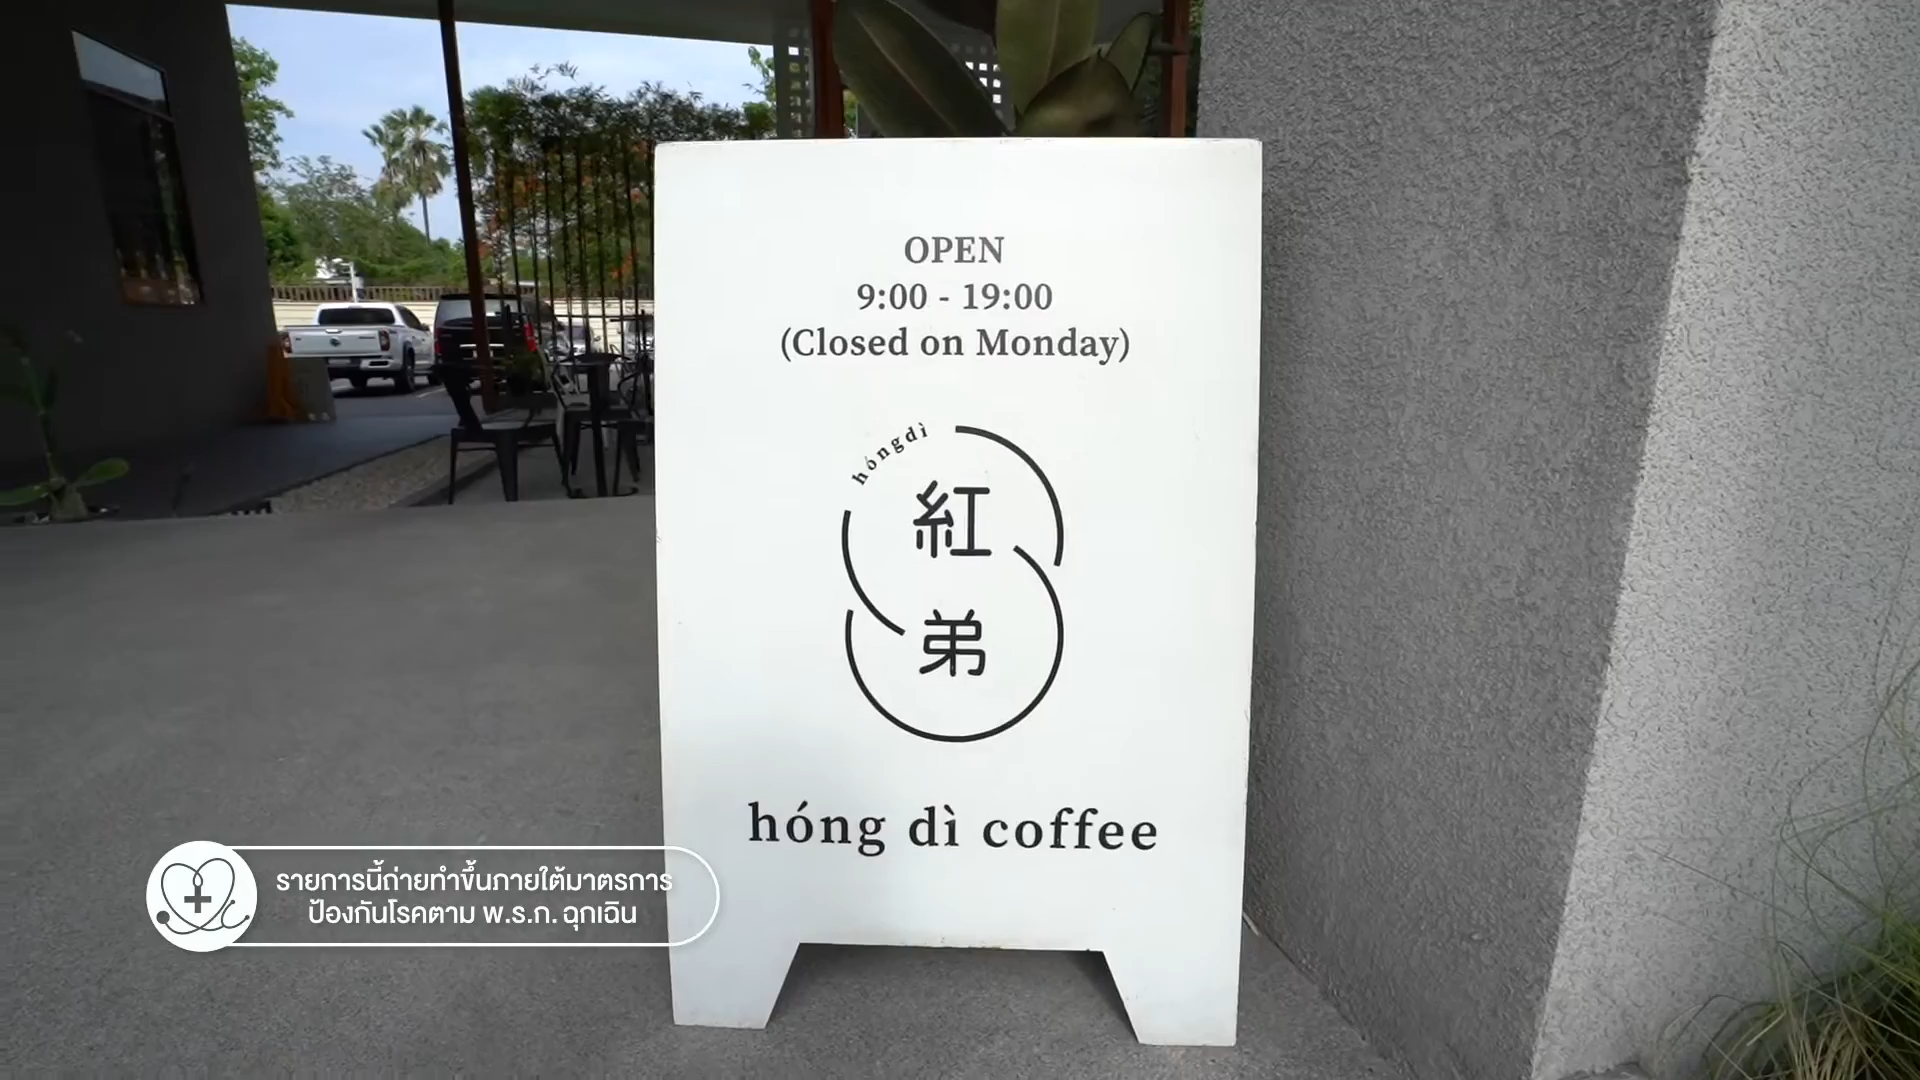 OPEN
9:00 - 19:00
(Closed on Monday)
hóngdì
紅
弟
hóng dì coffee
รายการนี้ถ่ายทำขึ้นภายใต้มาตรการ
ป้องกันโรคตาม พ.ร.ก. ฉุกเฉิน